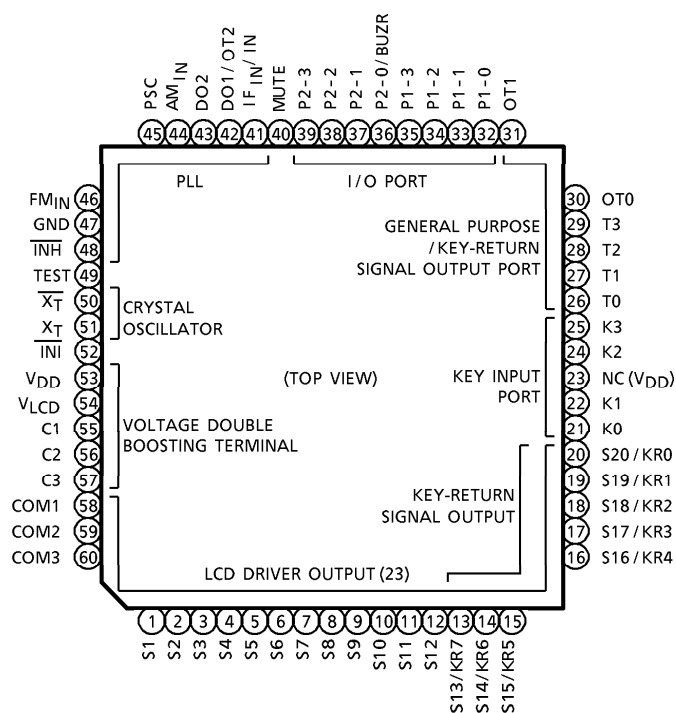 PSC
AMIN
DO2
DO1/OT2
IFIN/IN
MUTE
P2-3
P2-2
P2-1
P2-0/BUZR
P1-3
P1-2
P1-1
P1-0
OT1
45 44 43 42 41 40 39 38 37 36 35 34 33 32 31
PLL
I/O PORT
GENERAL PURPOSE
/KEY-RETURN
SIGNAL OUTPUT PORT
FMIN 46
GND 47
INH 48
TEST 49
XT 50
XT 51
INI 52
VDD 53
VLCD 54
C1 55
C2 56
C3 57
COM1 58
COM2 59
COM3 60
CRYSTAL
OSCILLATOR
(TOP VIEW)
VOLTAGE DOUBLE
BOOSTING TERMINAL
KEY INPUT
PORT
KEY-RETURN
SIGNAL OUTPUT
LCD DRIVER OUTPUT (23)
30 OT0
29 T3
28 T2
27 T1
26 T0
25 K3
24 K2
23 NC (VDD)
22 K1
21 K0
20 S20/KR0
19 S19/KR1
18 S18/KR2
17 S17/KR3
16 S16/KR4
1 2 3 4 5 6 7 8 9 10 11 12 13 14 15
S1
S2
S3
S4
S5
S6
S7
S8
S9
S10
S11
S12
S13/KR7
S14/KR6
S15/KR5